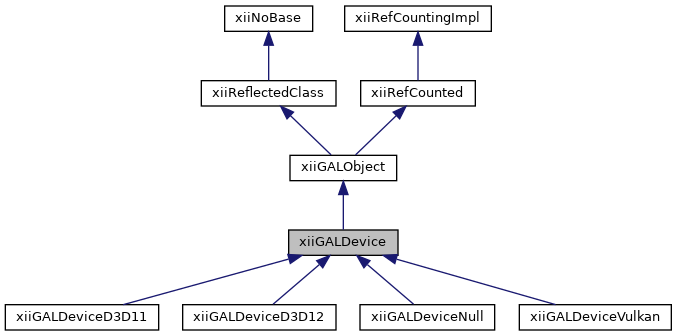 xiiNoBase
xiiRefCountingImpl
xiiReflectedClass
xiiRefCounted
xiiGALObject
xiiGALDevice
xiiGALDeviceD3D11
xiiGALDeviceD3D12
xiiGALDeviceNull
xiiGALDeviceVulkan